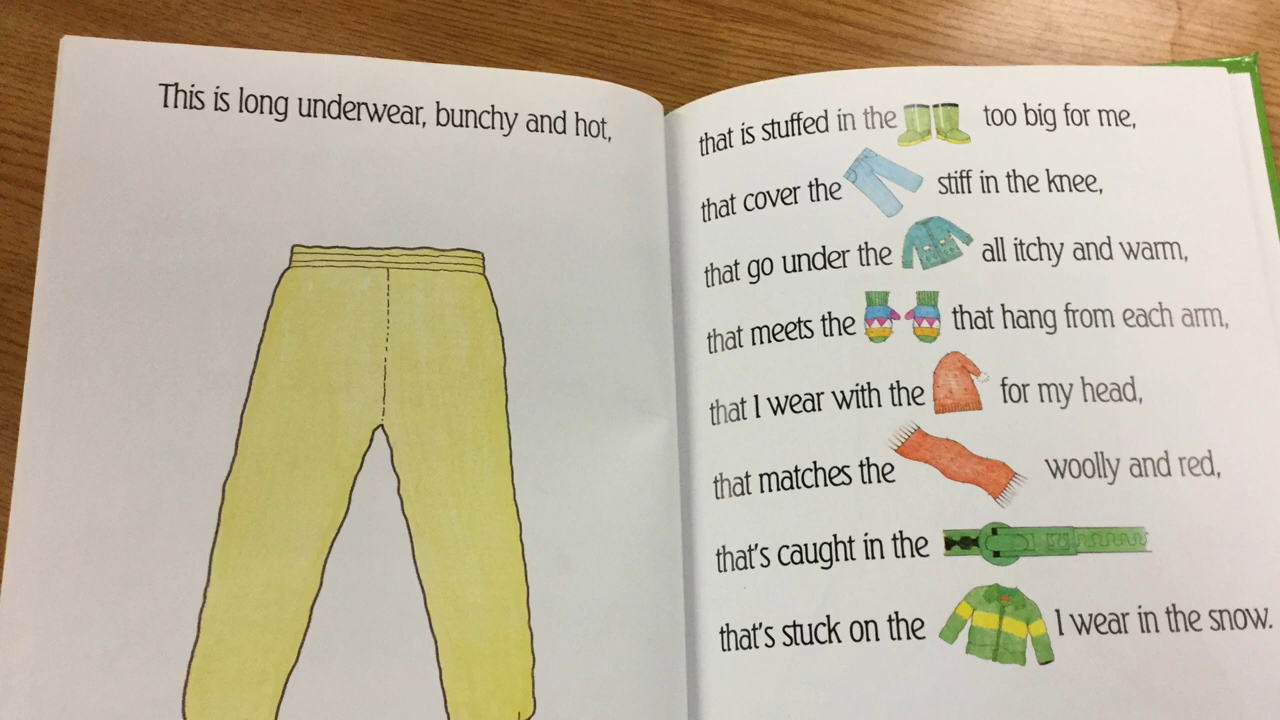 This is long underwear, bunchy and hot,
that is stuffed in the too big for me,
that cover the stiff in the knee,
that go under the all itchy and warm,
that meets the that hang from each arm,
that I wear with the for my head,
that matches the woolly and red,
that's caught in the
that's stuck on the I wear in the snow.